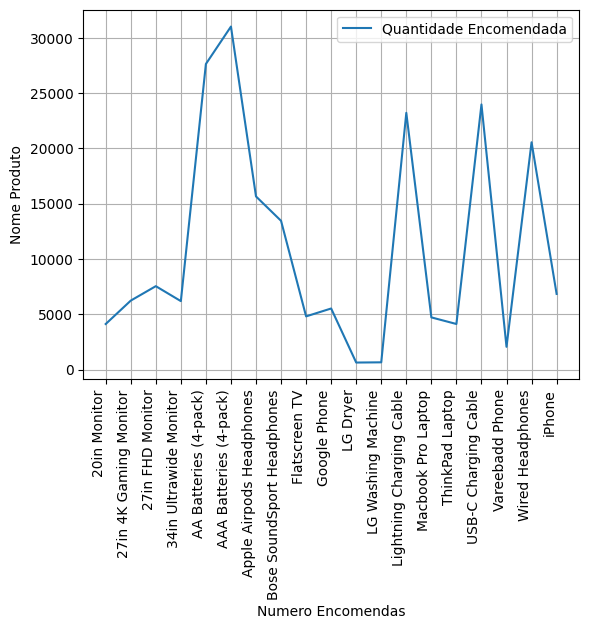 Quantidade Encomendada
30000
25000
20000
15000
10000
5000
0
Nome Produto
20in Monitor
27in 4K Gaming Monitor
27in FHD Monitor
34in Ultrawide Monitor
AA Batteries (4-pack)
AAA Batteries (4-pack)
Apple Airpods Headphones
Bose SoundSport Headphones
Flatscreen TV
Google Phone
LG Dryer
LG Washing Machine
Lightning Charging Cable
Macbook Pro Laptop
ThinkPad Laptop
USB-C Charging Cable
Vareebadd Phone
Wired Headphones
iPhone
Numero Encomendas